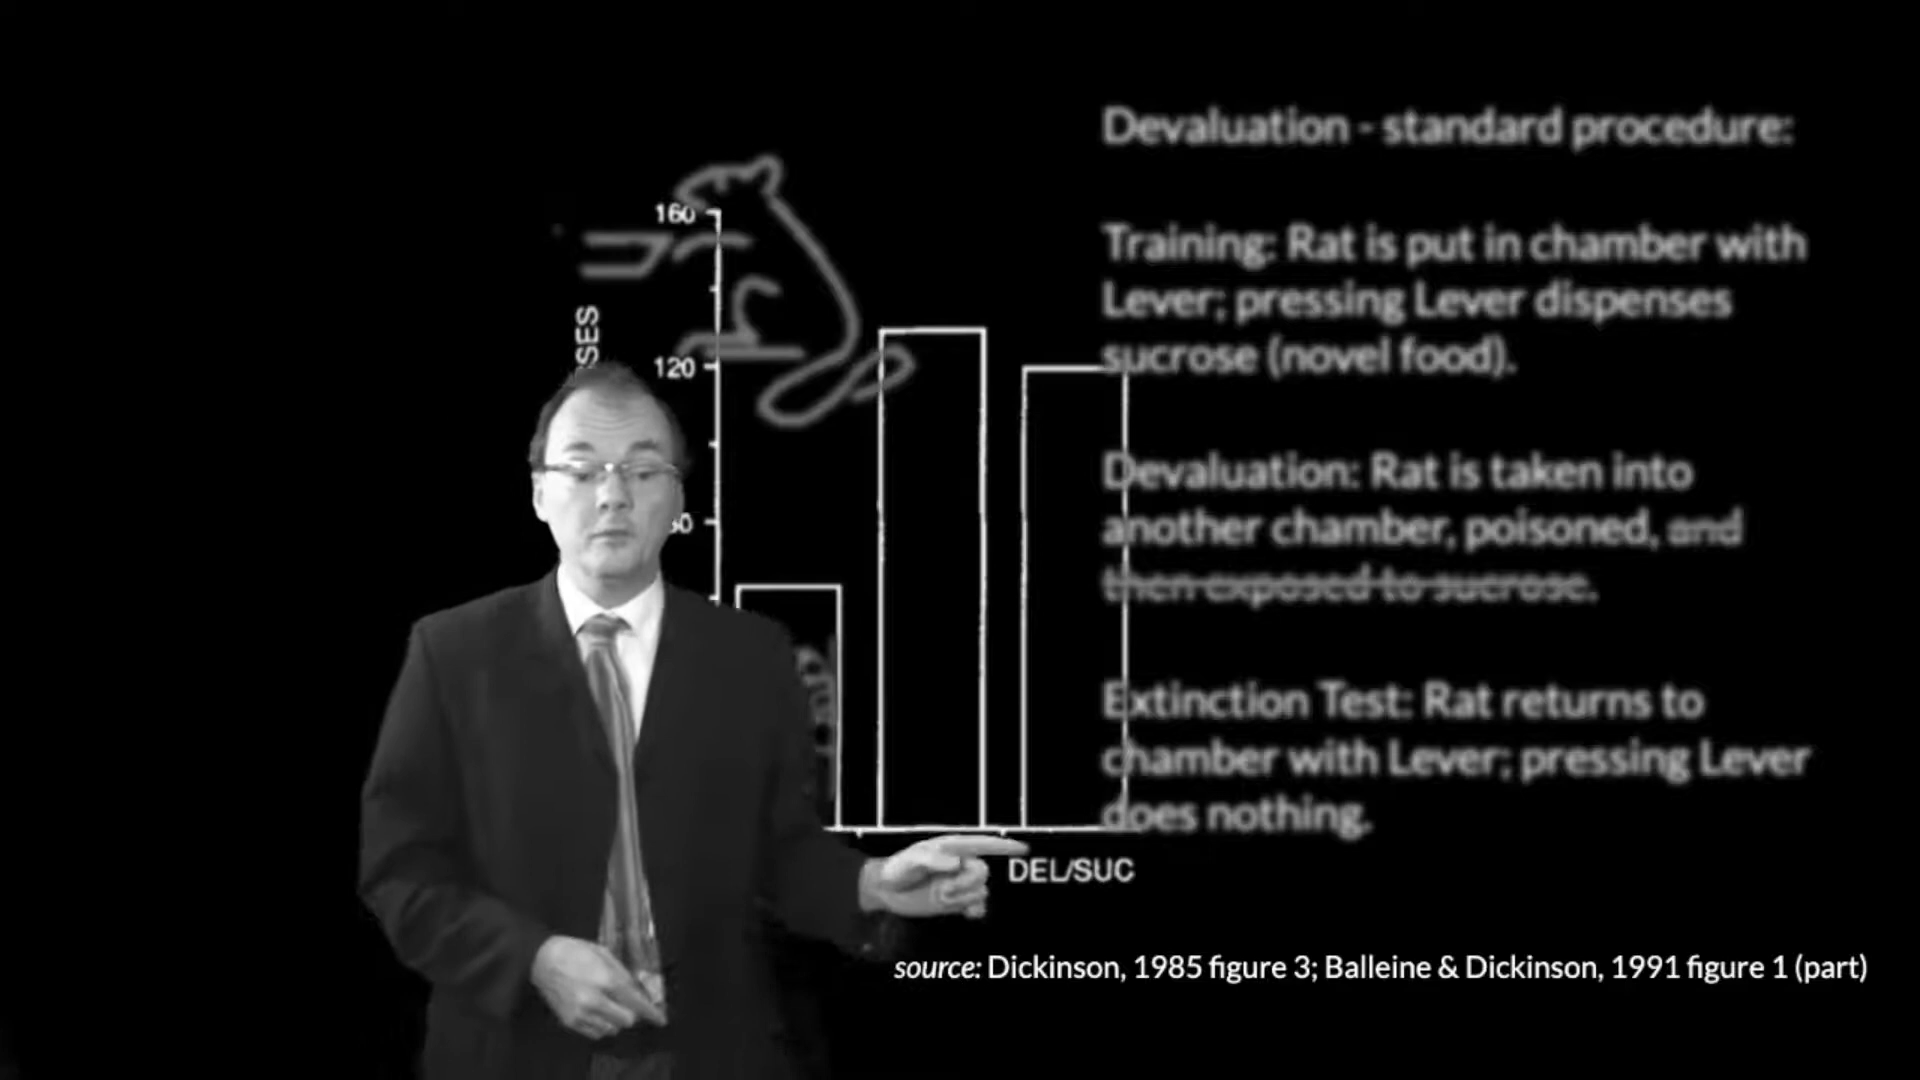 Devaluation - standard procedure:
Training: Rat is put in chamber with
Lever; pressing Lever dispenses
sucrose (novel food).
Devaluation: Rat is taken into
another chamber, poisoned, and
then exposed to sucrose.
Extinction Test: Rat returns to
chamber with Lever; pressing Lever
does nothing.
160
120
SES
DEL/SUC
source: Dickinson, 1985 figure 3; Balleine & Dickinson, 1991 figure 1 (part)